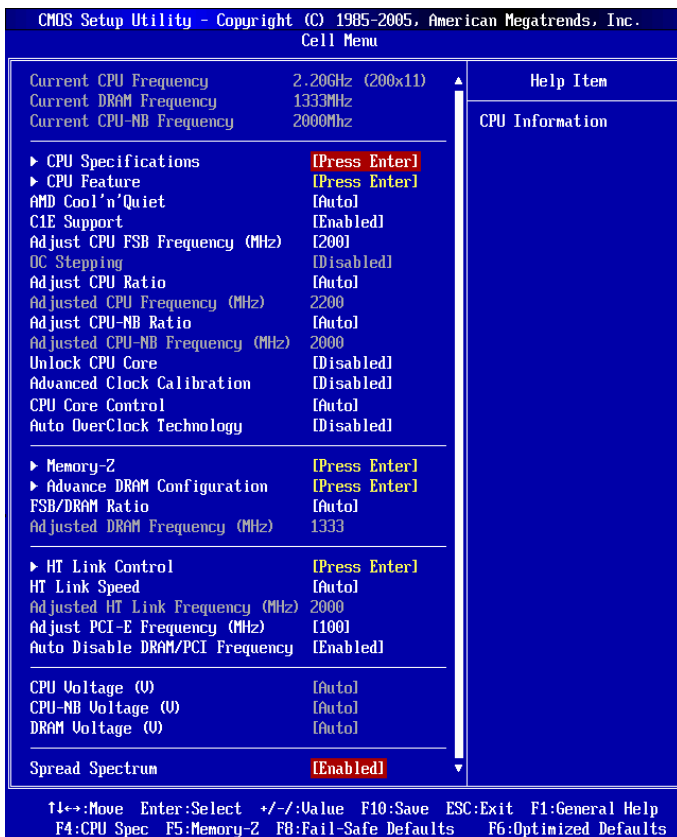 CMOS Setup Utility - Copyright (C) 1985-2005, American Megatrends, Inc.
Cell Menu
Current CPU Frequency 2.20GHz (200x11)
Current DRAM Frequency 1333MHz
Current CPU-NB Frequency 2000Mhz
Help Item
CPU Information
CPU Specifications [Press Enter]
CPU Feature [Press Enter]
AMD Cool'n'Quiet [Auto]
C1E Support [Enabled]
Adjust CPU FSB Frequency (MHz) [200]
OC Stepping [Disabled]
Adjust CPU Ratio [Auto]
Adjusted CPU Frequency (MHz) 2200
Adjust CPU-NB Ratio [Auto]
Adjusted CPU-NB Frequency (MHz) 2000
Unlock CPU Core [Disabled]
Advanced Clock Calibration [Disabled]
CPU Core Control [Auto]
Auto OverClock Technology [Disabled]
Memory-Z [Press Enter]
Advance DRAM Configuration [Press Enter]
FSB/DRAM Ratio [Auto]
Adjusted DRAM Frequency (MHz) 1333
HT Link Control [Press Enter]
HT Link Speed [Auto]
Adjusted HT Link Frequency (MHz) 2000
Adjust PCI-E Frequency (MHz) [100]
Auto Disable DRAM/PCI Frequency [Enabled]
CPU Voltage (V) [Auto]
CPU-NB Voltage (V) [Auto]
DRAM Voltage (V) [Auto]
Spread Spectrum [Enabled]
↑↓←→:Move Enter:Select +/-/:Value F10:Save ESC:Exit F1:General Help
F4:CPU Spec F5:Memory-Z F8:Fail-Safe Defaults F6:Optimized Defaults